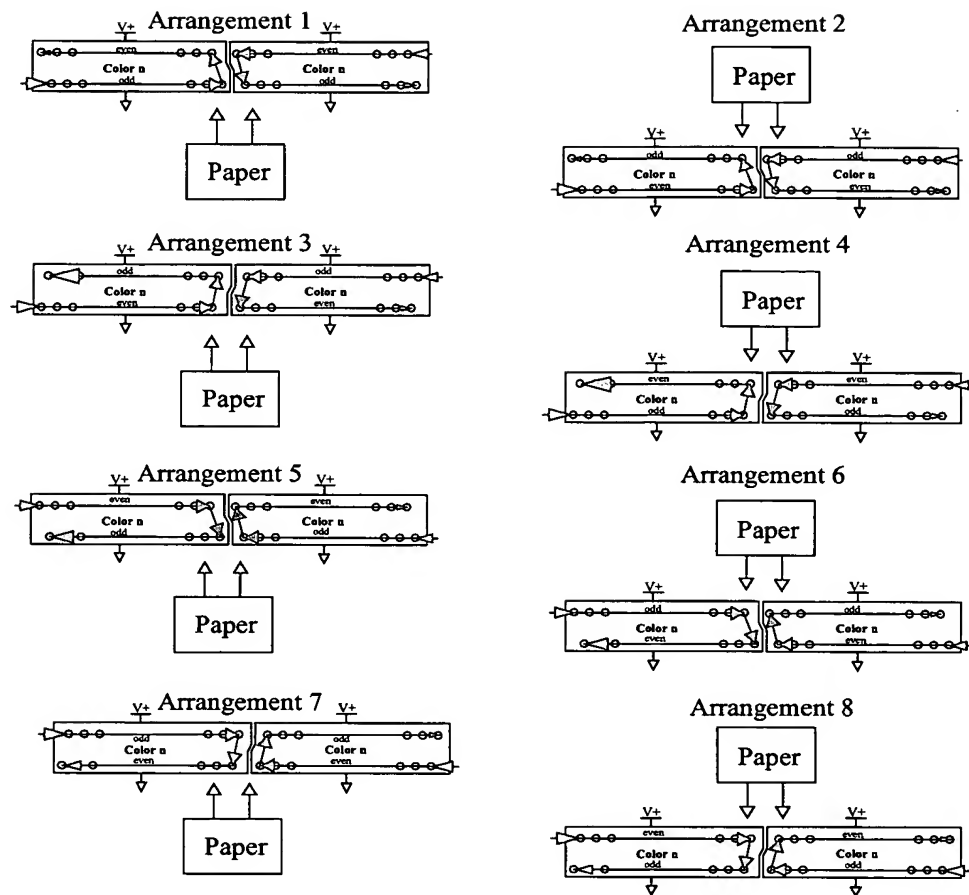 Arrangement 1
V+ V+
even even
Color n Color n
odd odd
Paper
Arrangement 2
Paper
V+ V+
odd odd
Color n Color n
even even
Arrangement 3
V+ V+
odd odd
Color n Color n
even even
Paper
Arrangement 4
Paper
V+ V+
even even
Color n Color n
odd odd
Arrangement 5
V+ V+
even even
Color n Color n
odd odd
Paper
Arrangement 6
Paper
V+ V+
odd odd
Color n Color n
even even
Arrangement 7
V+ V+
odd odd
Color n Color n
even even
Paper
Arrangement 8
Paper
V+ V+
even even
Color n Color n
odd odd